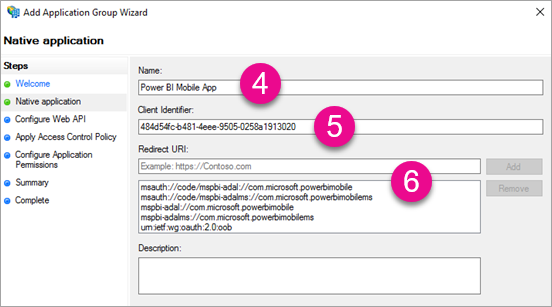 Add Application Group Wizard
Native application
Steps
Welcome
Native application
Configure Web API
Apply Access Control Policy
Configure Application
Permissions
Summary
Complete
Name:
Power BI Mobile App
4
Client Identifier:
484d54fc-b481-4eee-9505-0258a1913020
5
Redirect URI:
Example: https://Contoso.com
Add
6
msauth://code/mspbi-adal://com.microsoft.powerbimobile
msauth://code/mspbi-adalms://com.microsoft.powerbimobilems
mspbi-adal://com.microsoft.powerbimobile
mspbi-adalms://com.microsoft.powerbimobilems
urn:ietf:wg:oauth:2.0:oob
Remove
Description: